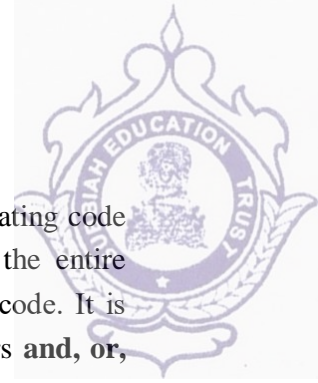 EDUCATION
TRUST
ating code
the entire
code. It is
s and, or,